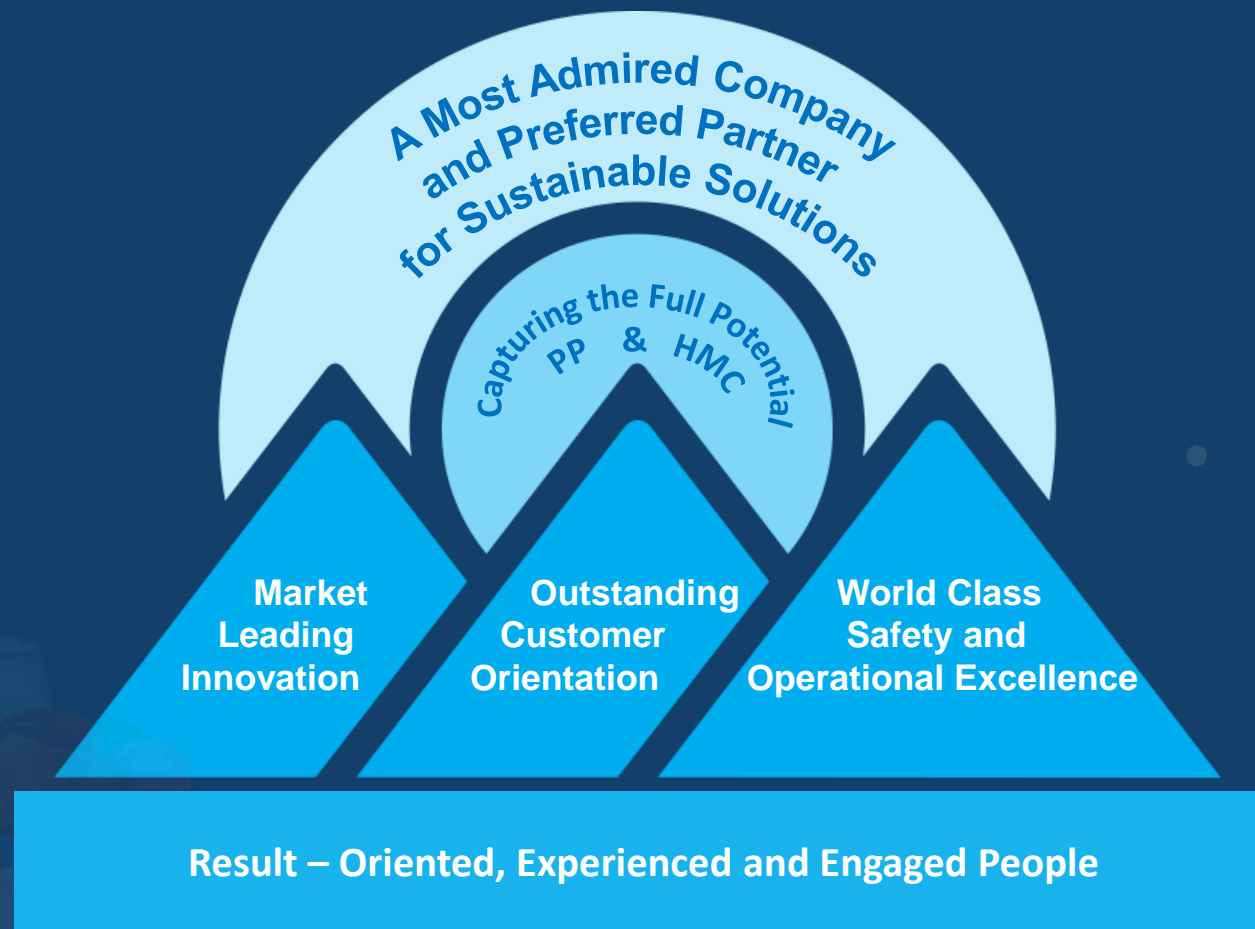 A Most Admired Company
and Preferred Partner
for Sustainable Solutions
Capturing the Full Potential
PP & HMC
Market
Leading
Innovation
Outstanding
Customer
Orientation
World Class
Safety and
Operational Excellence
Result – Oriented, Experienced and Engaged People